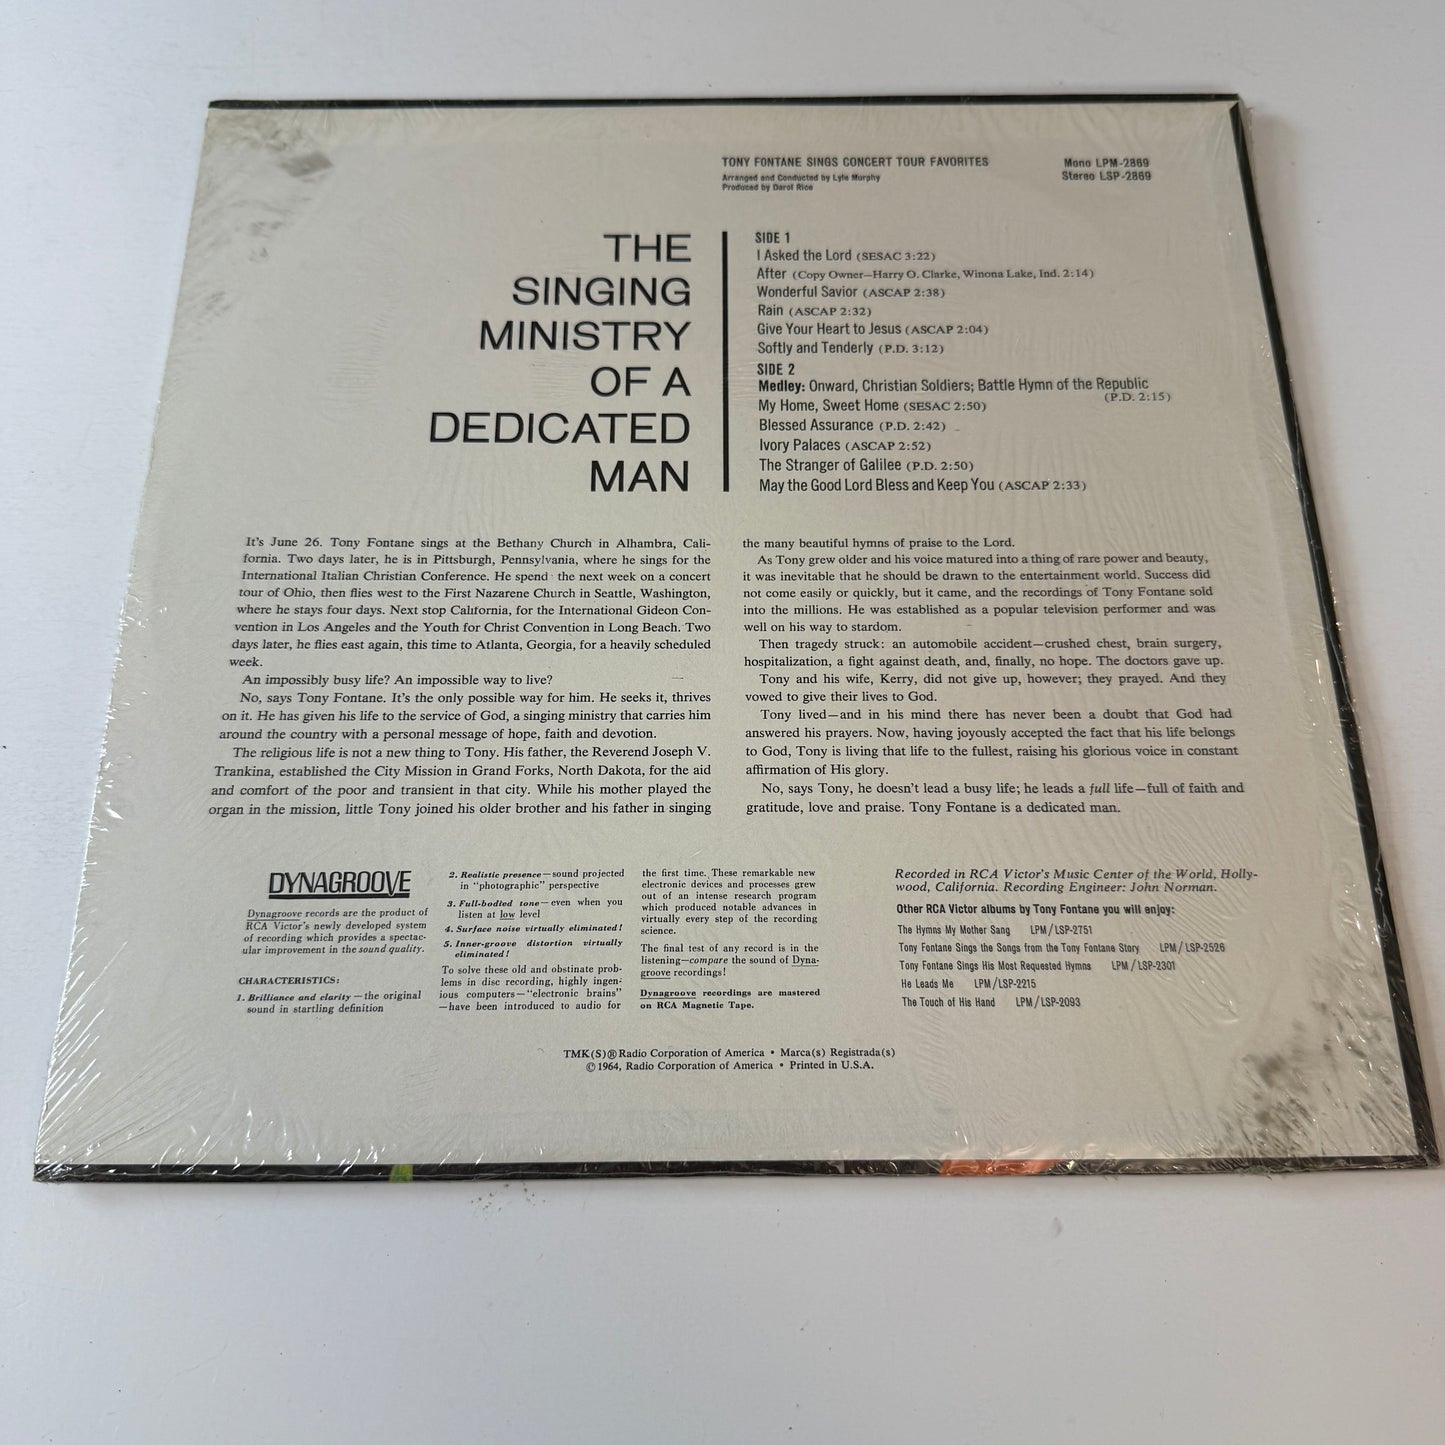 TONY FONTANE SINGS CONCERT TOUR FAVORITES
Arranged and Conducted by Lyle Murphy
Produced by Darol Rice
Mono LPM-2869
Stereo LSP-2869
THE
SINGING
MINISTRY
OF A
DEDICATED
MAN
SIDE 1
I Asked the Lord (SESAC 3:22)
After (Copy Owner—Harry O. Clarke, Winona Lake, Ind. 2:14)
Wonderful Savior (ASCAP 2:38)
Rain (ASCAP 2:32)
Give Your Heart to Jesus (ASCAP 2:04)
Softly and Tenderly (P.D. 3:12)
SIDE 2
Medley: Onward, Christian Soldiers; Battle Hymn of the Republic
(P.D. 2:15)
My Home, Sweet Home (SESAC 2:50)
Blessed Assurance (P.D. 2:42)
Ivory Palaces (ASCAP 2:52)
The Stranger of Galilee (P.D. 2:50)
May the Good Lord Bless and Keep You (ASCAP 2:33)
It's June 26. Tony Fontane sings at the Bethany Church in Alhambra, Cali-
fornia. Two days later, he is in Pittsburgh, Pennsylvania, where he sings for the
International Italian Christian Conference. He spend the next week on a concert
tour of Ohio, then flies west to the First Nazarene Church in Seattle, Washington,
where he stays four days. Next stop California, for the International Gideon Con-
vention in Los Angeles and the Youth for Christ Convention in Long Beach. Two
days later, he flies east again, this time to Atlanta, Georgia, for a heavily scheduled
week.
An impossibly busy life? An impossible way to live?
No, says Tony Fontane. It's the only possible way for him. He seeks it, thrives
on it. He has given his life to the service of God, a singing ministry that carries him
around the country with a personal message of hope, faith and devotion.
The religious life is not a new thing to Tony. His father, the Reverend Joseph V.
Trankina, established the City Mission in Grand Forks, North Dakota, for the aid
and comfort of the poor and transient in that city. While his mother played the
organ in the mission, little Tony joined his older brother and his father in singing
the many beautiful hymns of praise to the Lord.
As Tony grew older and his voice matured into a thing of rare power and beauty,
it was inevitable that he should be drawn to the entertainment world. Success did
not come easily or quickly, but it came, and the recordings of Tony Fontane sold
into the millions. He was established as a popular television performer and was
well on his way to stardom.
Then tragedy struck: an automobile accident—crushed chest, brain surgery,
hospitalization, a fight against death, and, finally, no hope. The doctors gave up.
Tony and his wife, Kerry, did not give up, however; they prayed. And they
vowed to give their lives to God.
Tony lived—and in his mind there has never been a doubt that God had
answered his prayers. Now, having joyously accepted the fact that his life belongs
to God, Tony is living that life to the fullest, raising his glorious voice in constant
affirmation of His glory.
No, says Tony, he doesn't lead a busy life; he leads a full life—full of faith and
gratitude, love and praise. Tony Fontane is a dedicated man.
DYNAGROOVE
Dynagroove records are the product of
RCA Victor's newly developed system
of recording which provides a spectac-
ular improvement in the sound quality.
CHARACTERISTICS:
1. Brilliance and clarity—the original
sound in startling definition
2. Realistic presence—sound projected
in "photographic" perspective
3. Full-bodied tone—even when you
listen at low level
4. Surface noise virtually eliminated!
5. Inner-groove distortion virtually
eliminated!
To solve these old and obstinate prob-
lems in disc recording, highly ingen-
ious computers—"electronic brains"
—have been introduced to audio for
the first time. These remarkable new
electronic devices and processes grew
out of an intense research program
which produced notable advances in
virtually every step of the recording
science.
The final test of any record is in the
listening—compare the sound of Dyna-
groove recordings!
Dynagroove recordings are mastered
on RCA Magnetic Tape.
Recorded in RCA Victor's Music Center of the World, Holly-
wood, California. Recording Engineer: John Norman.
Other RCA Victor albums by Tony Fontane you will enjoy:
The Hymns My Mother Sang LPM/LSP-2751
Tony Fontane Sings the Songs from the Tony Fontane Story LPM/LSP-2526
Tony Fontane Sings His Most Requested Hymns LPM/LSP-2301
He Leads Me LPM/LSP-2215
The Touch of His Hand LPM/LSP-2093
TMK(S)® Radio Corporation of America • Marca(s) Registrada(s)
© 1964, Radio Corporation of America • Printed in U.S.A.